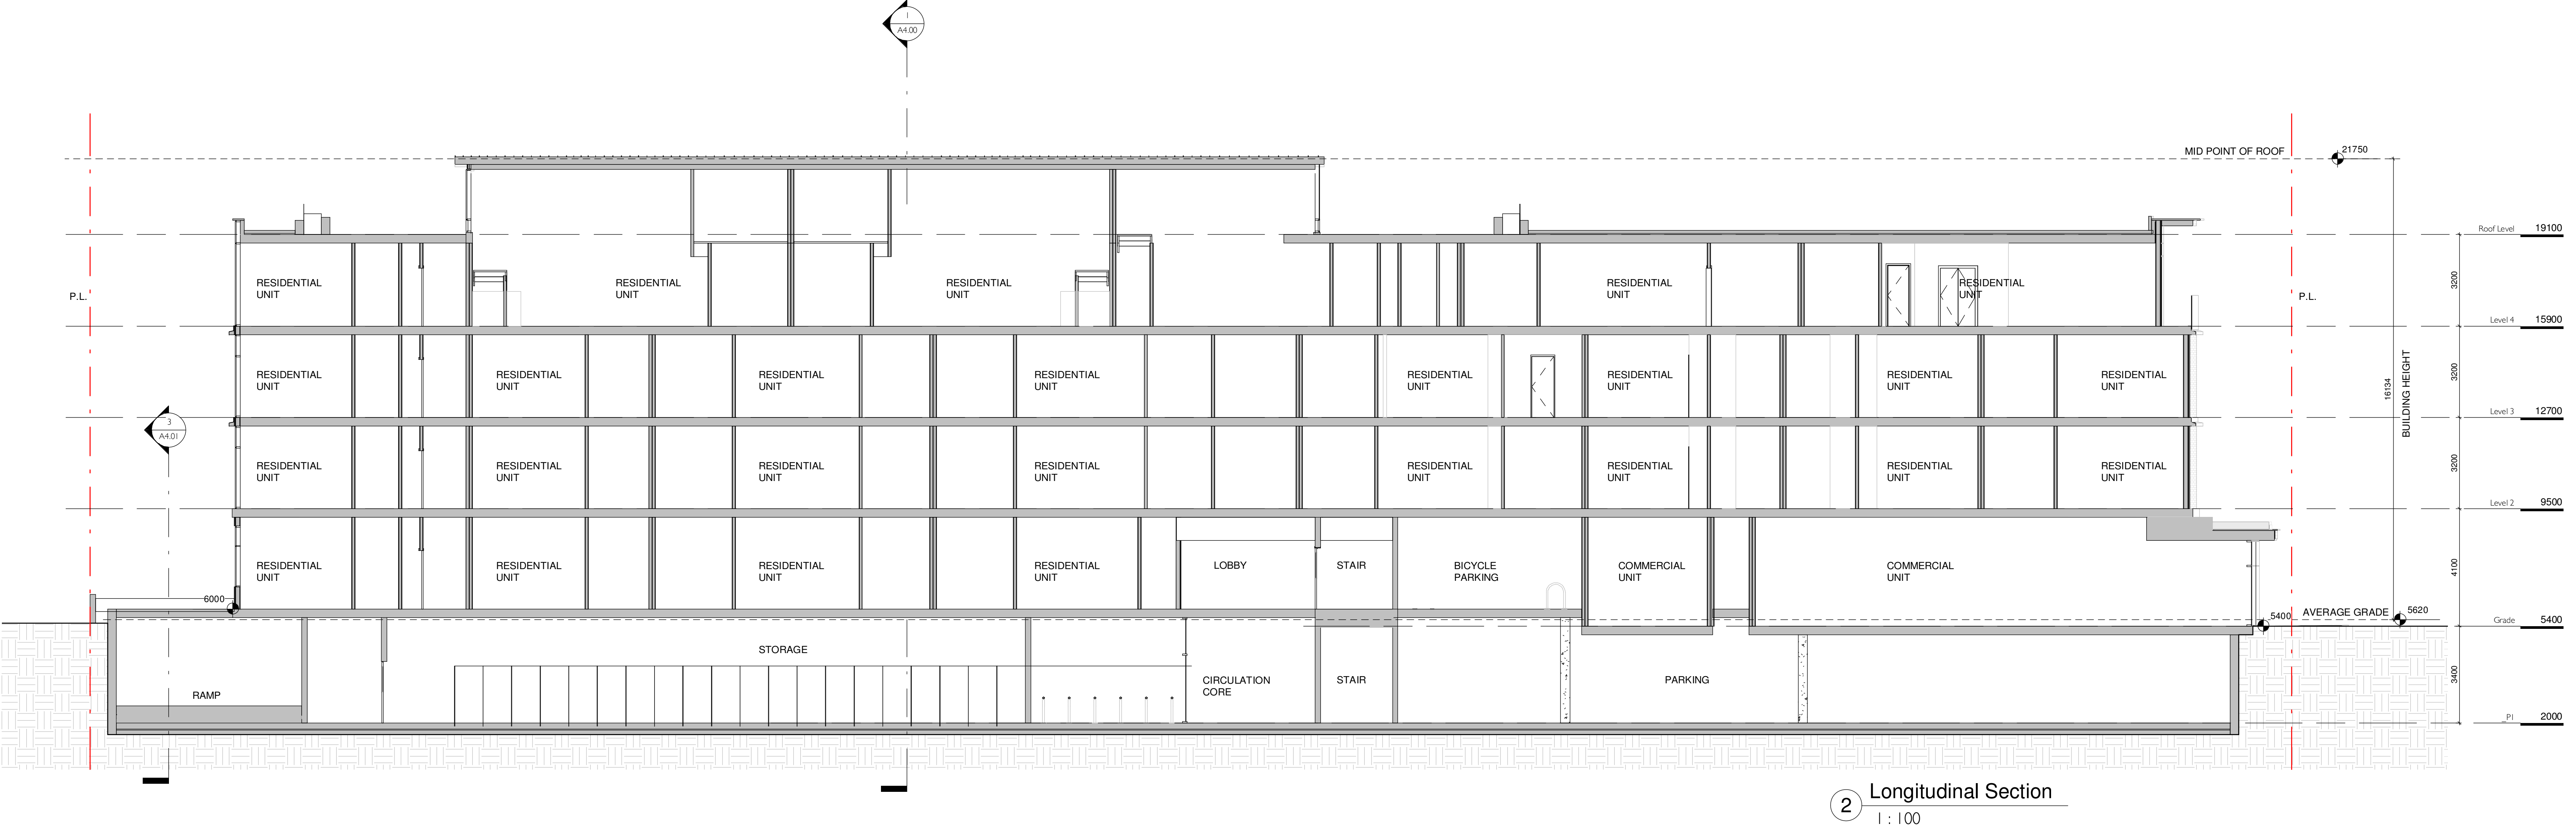 1
A4.00
MID POINT OF ROOF
21750
Roof Level 19100
RESIDENTIAL
UNIT
RESIDENTIAL
UNIT
RESIDENTIAL
UNIT
RESIDENTIAL
UNIT
RESIDENTIAL
UNIT
P.L.
P.L.
3200
Level 4 15900
RESIDENTIAL
UNIT
RESIDENTIAL
UNIT
RESIDENTIAL
UNIT
RESIDENTIAL
UNIT
RESIDENTIAL
UNIT
RESIDENTIAL
UNIT
RESIDENTIAL
UNIT
RESIDENTIAL
UNIT
16134
BUILDING HEIGHT
3200
Level 3 12700
3
A4.01
RESIDENTIAL
UNIT
RESIDENTIAL
UNIT
RESIDENTIAL
UNIT
RESIDENTIAL
UNIT
RESIDENTIAL
UNIT
RESIDENTIAL
UNIT
RESIDENTIAL
UNIT
RESIDENTIAL
UNIT
3200
Level 2 9500
RESIDENTIAL
UNIT
RESIDENTIAL
UNIT
RESIDENTIAL
UNIT
RESIDENTIAL
UNIT
LOBBY
STAIR
BICYCLE
PARKING
COMMERCIAL
UNIT
COMMERCIAL
UNIT
4100
6000
5400
AVERAGE GRADE
5620
Grade 5400
STORAGE
RAMP
CIRCULATION
CORE
STAIR
PARKING
3400
_P1 2000
2
Longitudinal Section
1 : 100